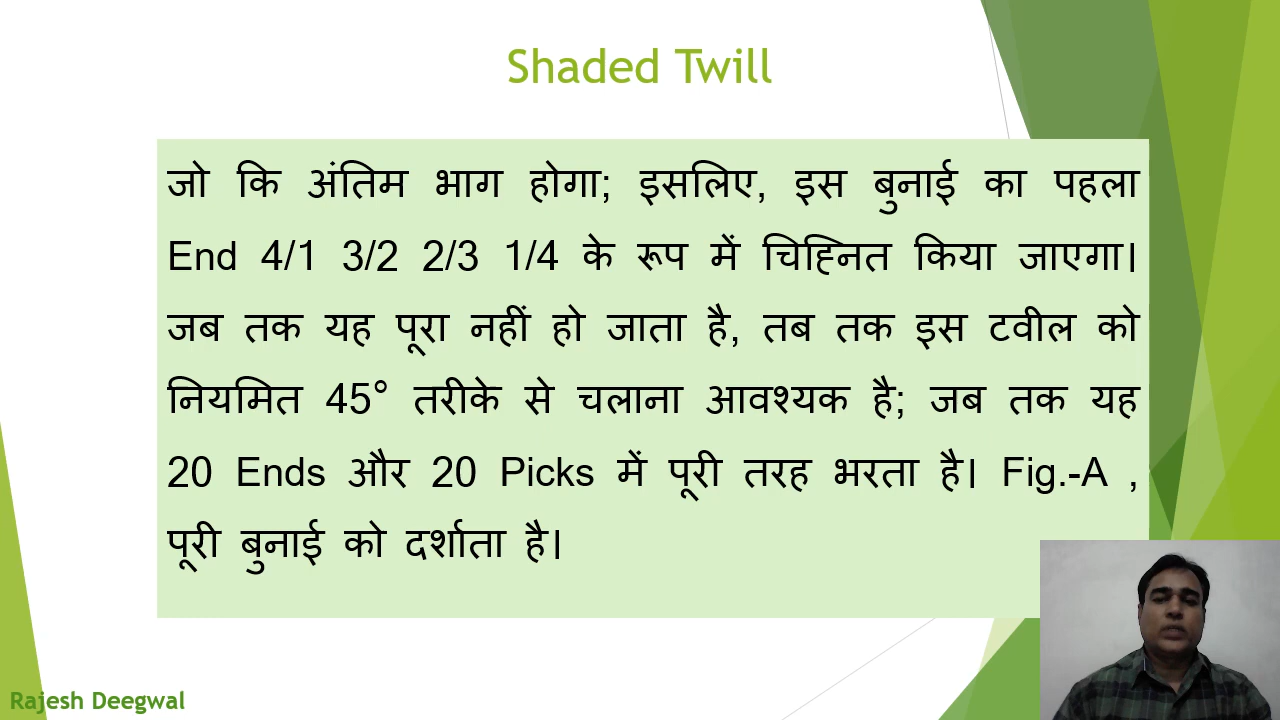 Shaded Twill
जो कि अंतिम भाग होगा; इसलिए, इस बुनाई का पहला
End 4/1 3/2 2/3 1/4 के रूप में चिह्नित किया जाएगा।
जब तक यह पूरा नहीं हो जाता है, तब तक इस टवील को
नियमित 45° तरीके से चलाना आवश्यक है; जब तक यह
20 Ends और 20 Picks में पूरी तरह भरता है। Fig.-A ,
पूरी बुनाई को दर्शाता है।
Rajesh Deegwal